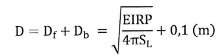 D = D_f + D_b = √(EIRP / 4πS_L) + 0,1 (m)